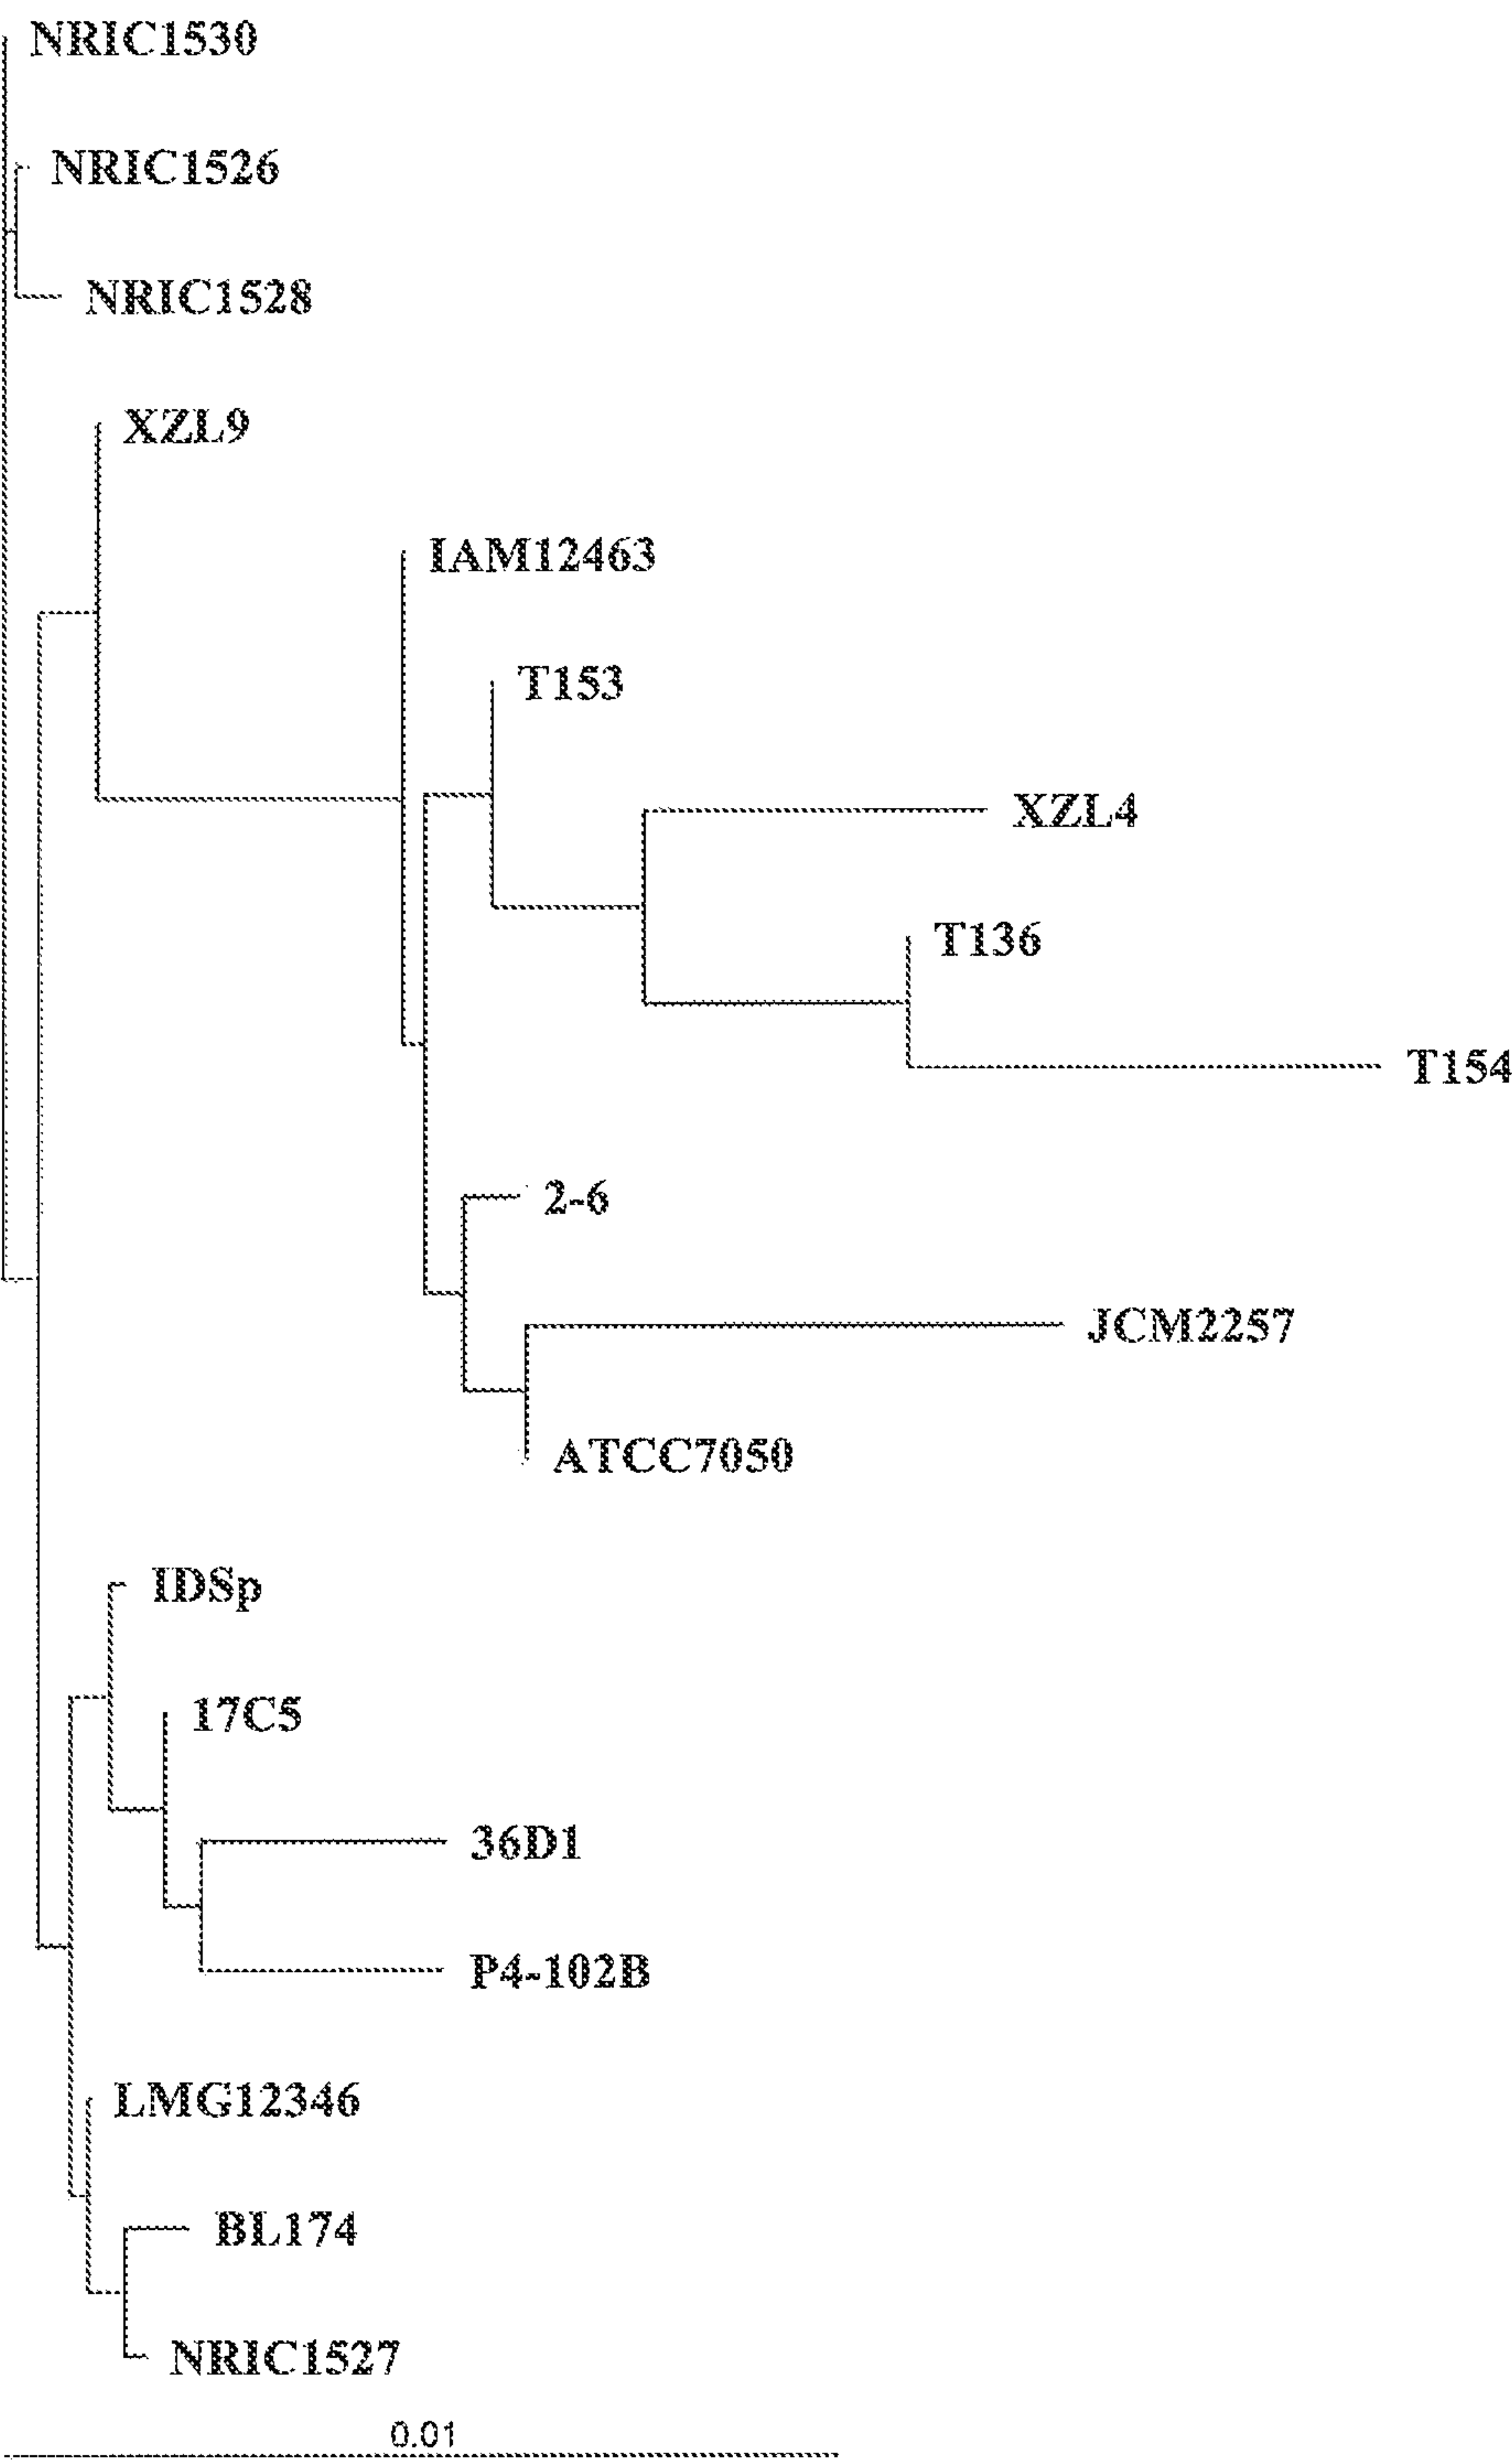 NRIC1530
NRIC1526
NRIC1528
XZL9
IAM12463
T153
XZL4
T136
T154
2-6
JCM2257
ATCC7050
IDSp
17C5
36D1
P4-102B
LMG12346
BL174
NRIC1527
0.01